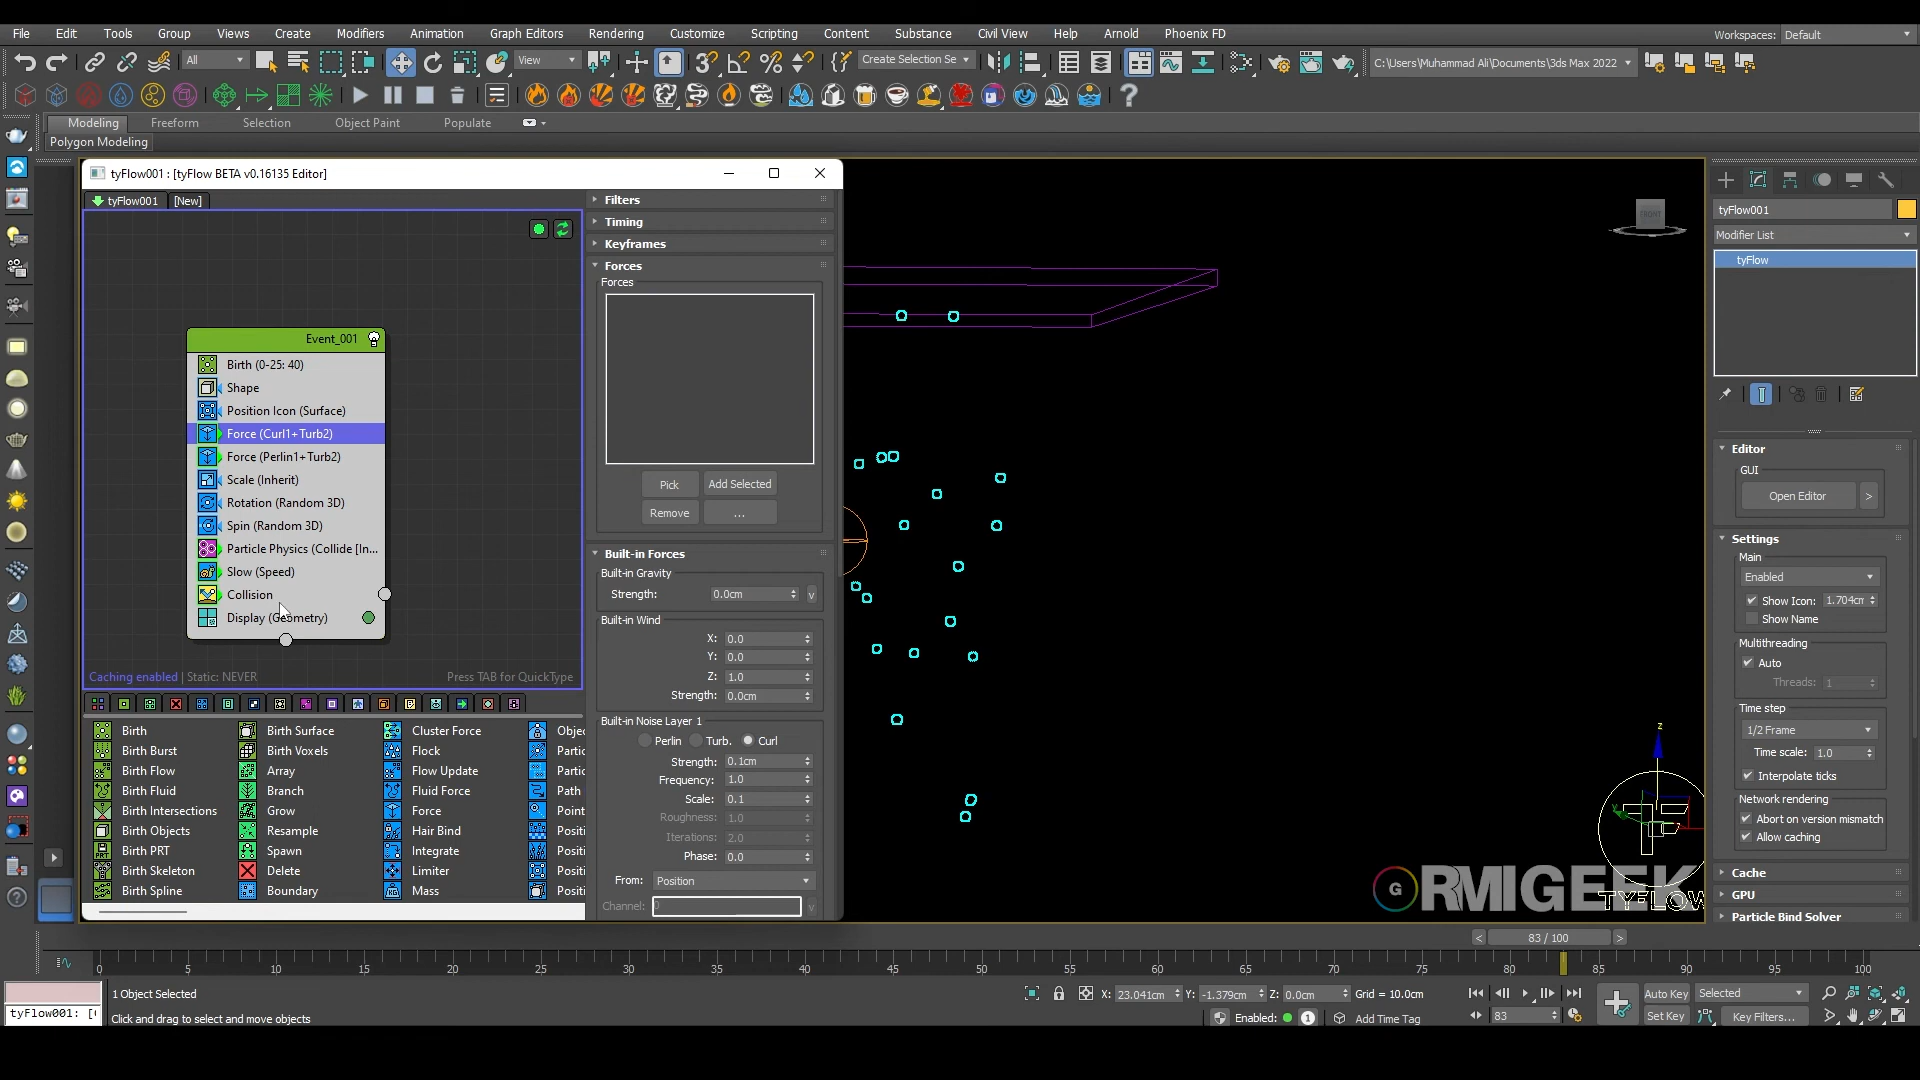 File Edit Tools Group Views Create Modifiers Animation Graph Editors Rendering Customize Scripting Content Substance Civil View Help Arnold Phoenix FD
Workspaces: Default
All
View
Create Selection Se
C:\Users\Muhammad Ali\Documents\3ds Max 2022
Modeling Freeform Selection Object Paint Populate
Polygon Modeling
tyFlow001 : [tyFlow BETA v0.16135 Editor]
tyFlow001 [New]
Event_001
Birth (0-25: 40)
Shape
Position Icon (Surface)
Force (Curl1+Turb2)
Force (Perlin1+Turb2)
Scale (Inherit)
Rotation (Random 3D)
Spin (Random 3D)
Particle Physics (Collide [In...
Slow (Speed)
Collision
Display (Geometry)
Caching enabled | Static: NEVER
Press TAB for QuickType
Birth Birth Surface Cluster Force Objec
Birth Burst Birth Voxels Flock Partic
Birth Flow Array Flow Update Partic
Birth Fluid Branch Fluid Force Path
Birth Intersections Grow Force Point
Birth Objects Resample Hair Bind Positi
Birth PRT Spawn Integrate Positi
Birth Skeleton Delete Limiter Positi
Birth Spline Boundary Mass Positi
Filters
Timing
Keyframes
Forces
Forces
Pick Add Selected
Remove ...
Built-in Forces
Built-in Gravity
Strength: 0.0cm v
Built-in Wind
X: 0.0
Y: 0.0
Z: 1.0
Strength: 0.0cm
Built-in Noise Layer 1
Perlin Turb. Curl
Strength: 0.1cm
Frequency: 1.0
Scale: 0.1
Roughness: 1.0
Iterations: 2.0
Phase: 0.0
From: Position
Channel: 0 v
FRONT
z
y
GRMIGEEK
TYFLOW
tyFlow001
Modifier List
tyFlow
Editor
GUI
Open Editor >
Settings
Main
Enabled
Show Icon: 1.704cm
Show Name
Multithreading
Auto
Threads: 1
Time step
1/2 Frame
Time scale: 1.0
Interpolate ticks
Network rendering
Abort on version mismatch
Allow caching
Cache
GPU
Particle Bind Solver
< 83 / 100 >
0 5 10 15 20 25 30 35 40 45 50 55 60 65 70 75 80 85 90 95 100
1 Object Selected
X: 23.041cm Y: -1.379cm Z: 0.0cm Grid = 10.0cm
Auto Key Selected
tyFlow001: [(
Click and drag to select and move objects
Enabled: 1 Add Time Tag
83
Set Key Key Filters...